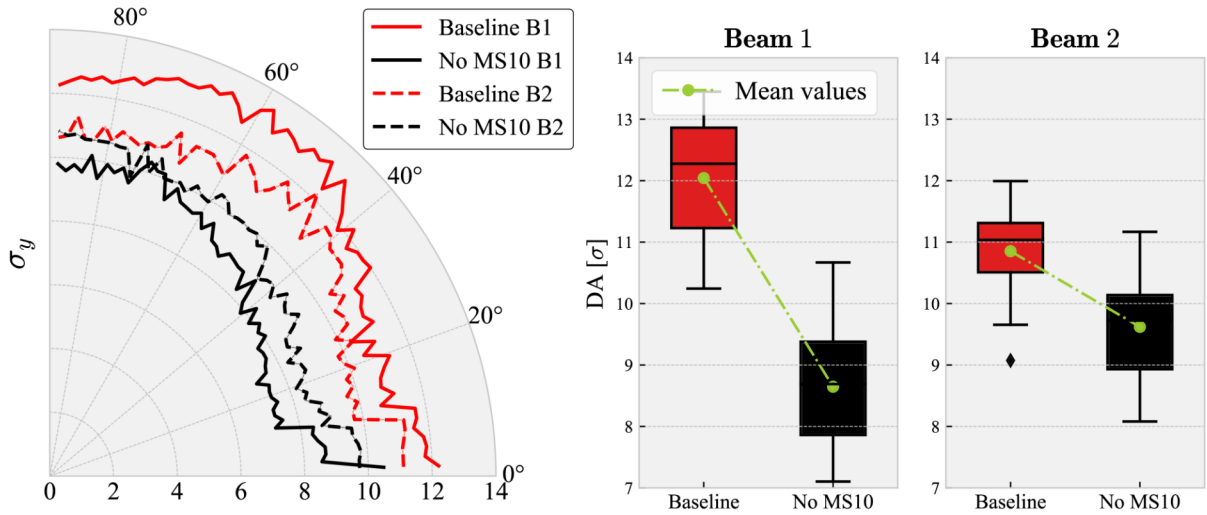 80°
60°
40°
20°
0°
σy
0 2 4 6 8 10 12 14
Baseline B1
No MS10 B1
Baseline B2
No MS10 B2
Beam 1
DA [σ]
14
13
12
11
10
9
8
7
Mean values
Baseline No MS10
Beam 2
14
13
12
11
10
9
8
7
Baseline No MS10